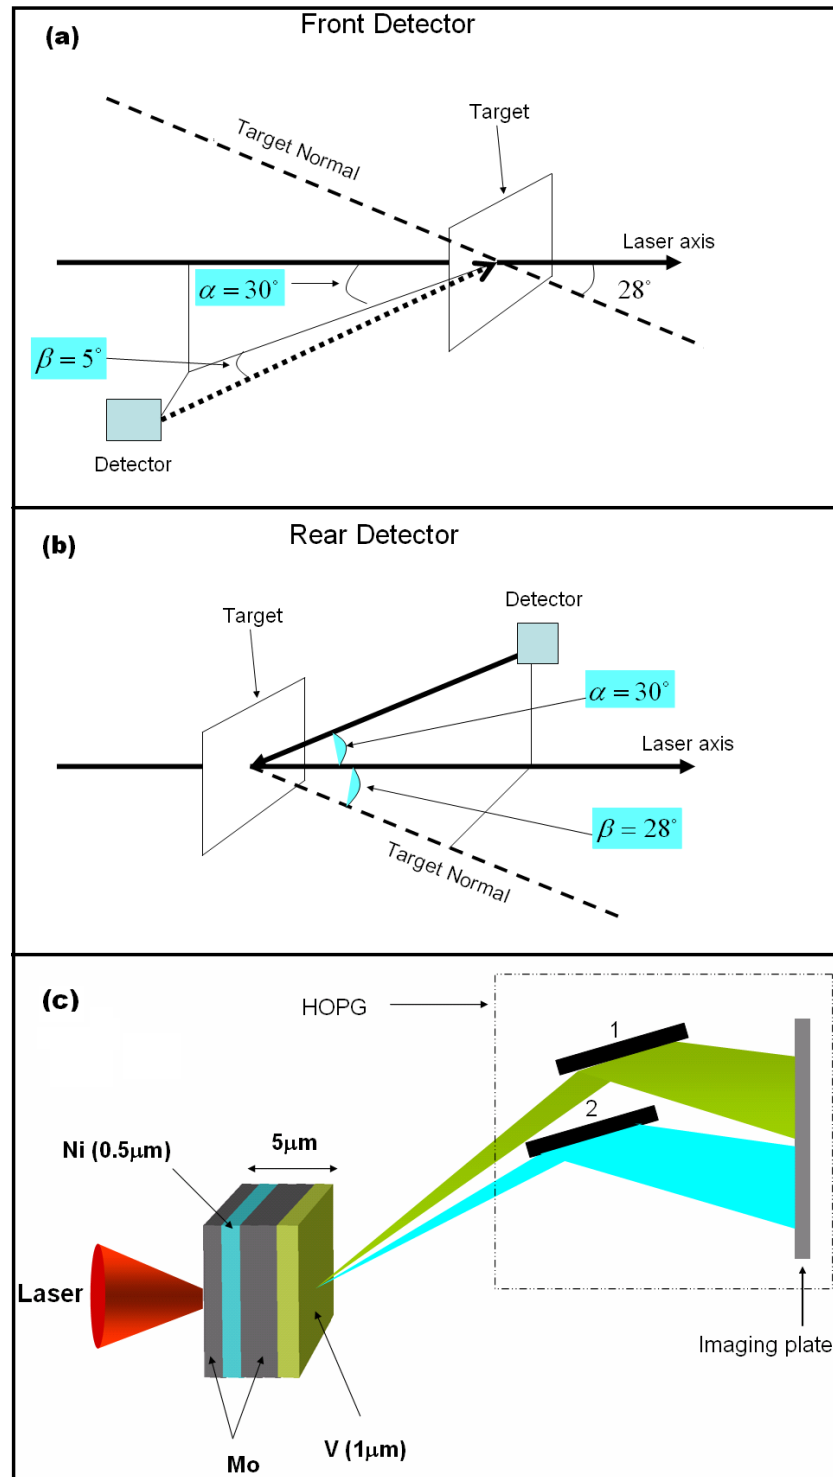 (a)
Front Detector
Target Normal
Target
Laser axis
α = 30°
28°
β = 5°
Detector
(b)
Rear Detector
Target
Detector
α = 30°
Laser axis
β = 28°
Target Normal
(c)
HOPG
1
2
Ni (0.5μm)
5μm
Laser
Imaging plate
V (1μm)
Mo